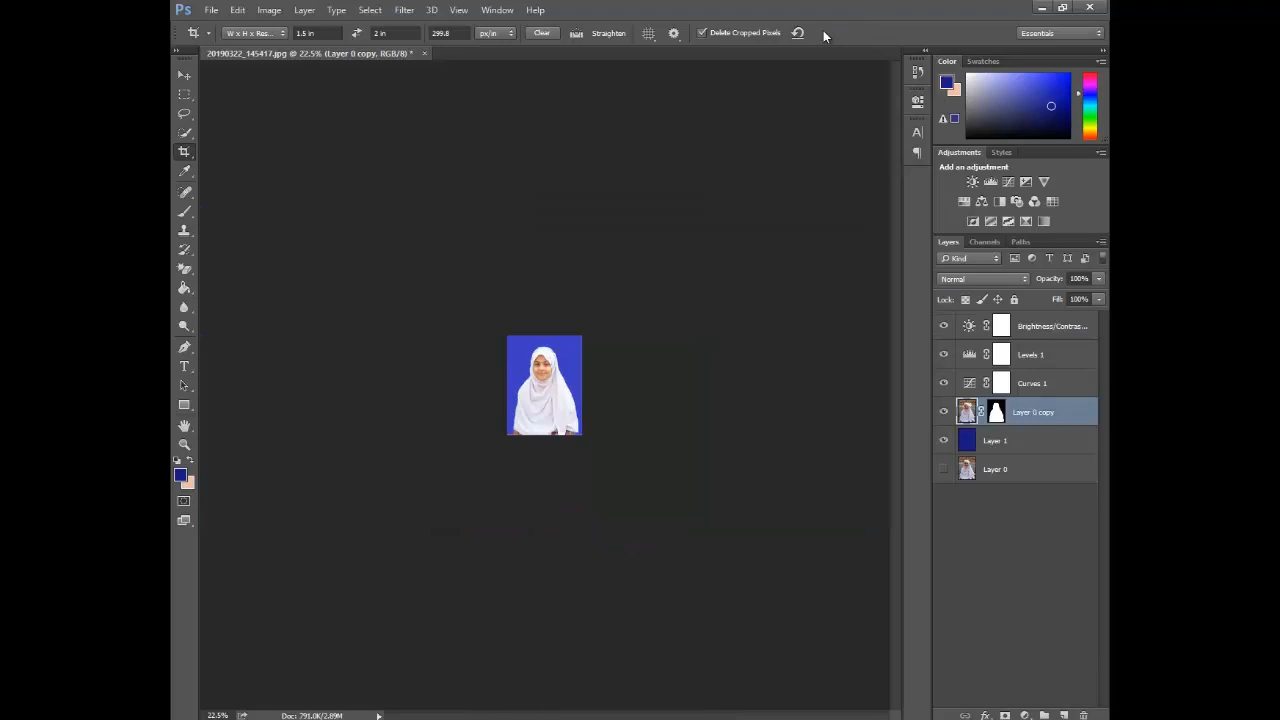 Ps File Edit Image Layer Type Select Filter 3D View Window Help
W x H x Res... 1.5 in 2 in 299.8 px/in Clear Straighten Delete Cropped Pixels Essentials
20190322_145417.jpg @ 22.5% (Layer 0 copy, RGB/8) * ×
Color Swatches
Adjustments Styles
Add an adjustment
Layers Channels Paths
Kind
Normal Opacity: 100%
Lock: Fill: 100%
Brightness/Contras...
Levels 1
Curves 1
Layer 0 copy
Layer 1
Layer 0
22.5% Doc: 791.0K/2.89M